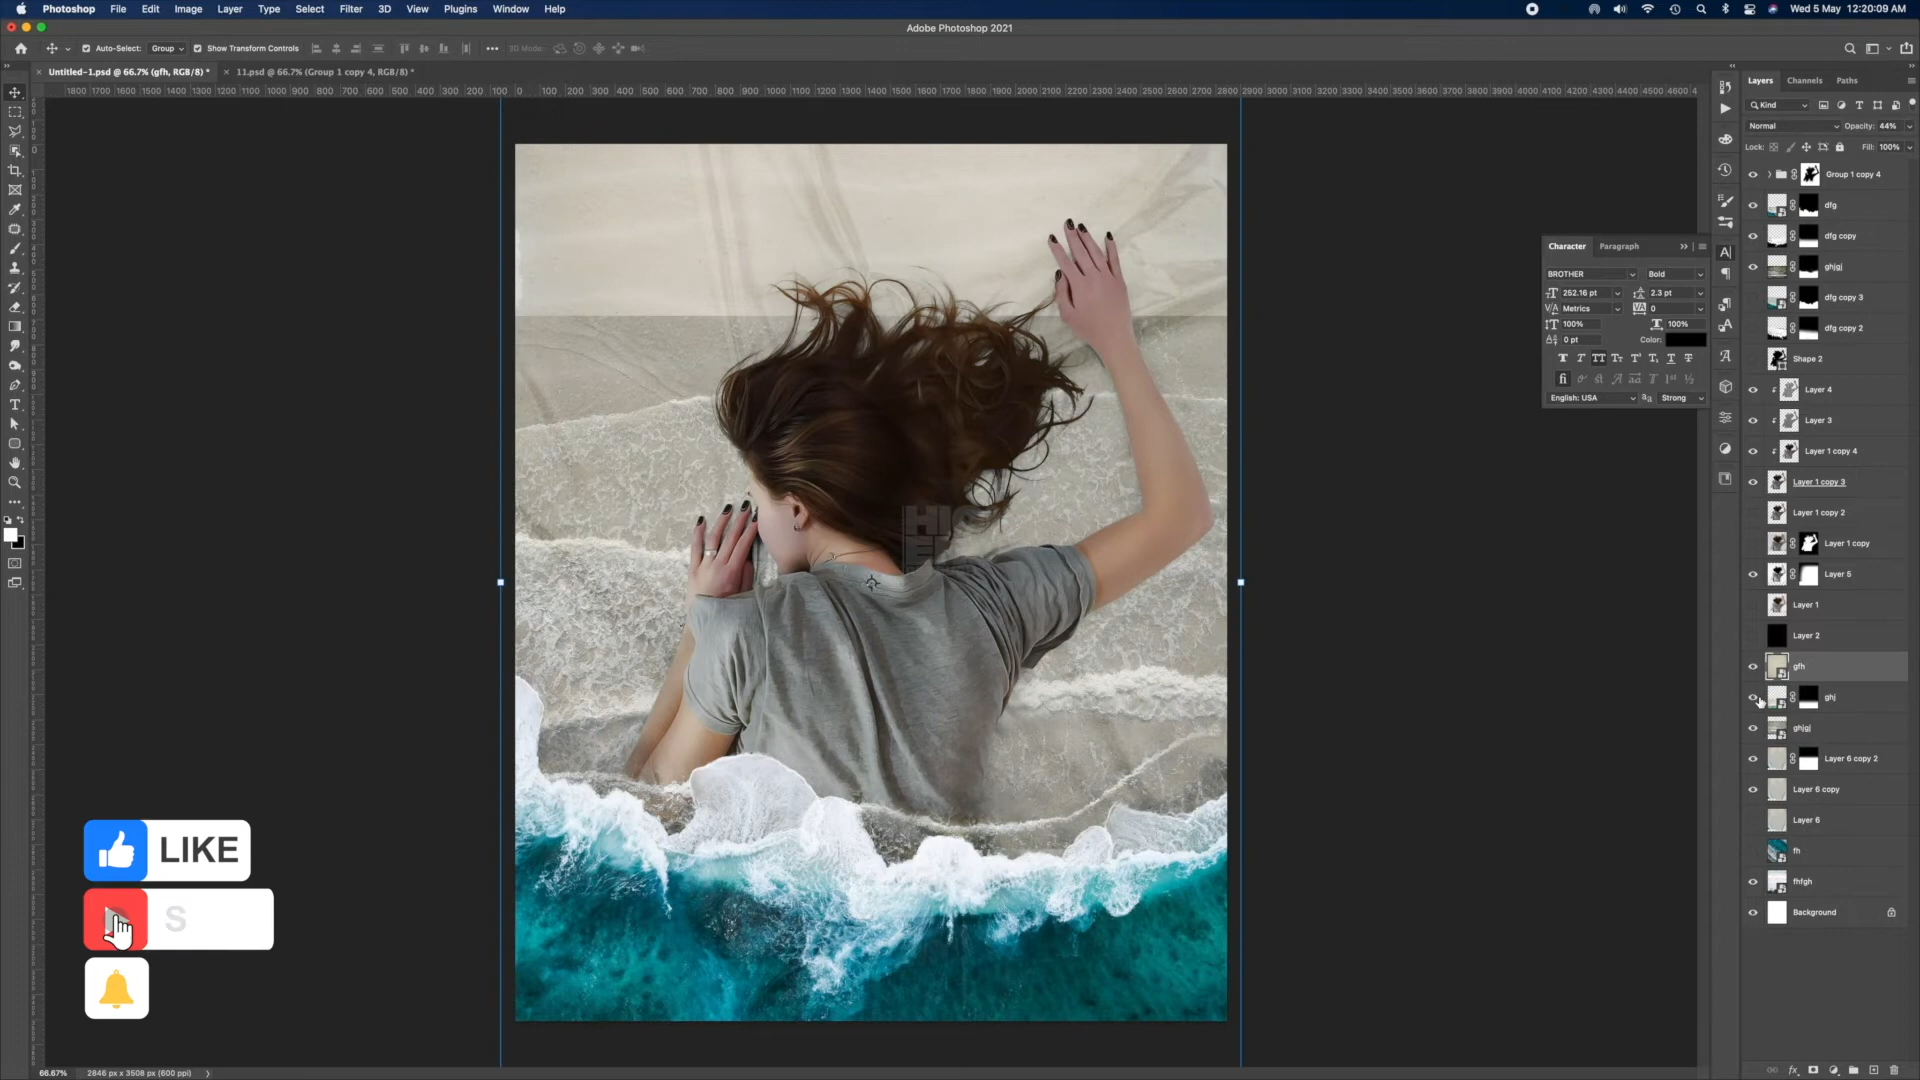 Photoshop File Edit Image Layer Type Select Filter 3D View Plugins Window Help
Wed 5 May 12:20:09 AM
Adobe Photoshop 2021
Auto-Select: Group Show Transform Controls
3D Mode:
Untitled-1.psd @ 66.7% (gfh, RGB/8) *
11.psd @ 66.7% (Group 1 copy 4, RGB/8) *
Layers Channels Paths
Kind
Normal Opacity: 44%
Lock: Fill: 100%
Group 1 copy 4
dfg
dfg copy
ghjgj
dfg copy 3
dfg copy 2
Shape 2
Layer 4
Layer 3
Layer 1 copy 4
Layer 1 copy 3
Layer 1 copy 2
Layer 1 copy
Layer 5
Layer 1
Layer 2
gfh
ghj
ghjgj
Layer 6 copy 2
Layer 6 copy
Layer 6
fh
fhfgh
Background
Character Paragraph
BROTHER Bold
252.16 pt 2.3 pt
Metrics 0
100% 100%
0 pt Color:
English: USA Strong
LIKE
S
66.67% 2846 px x 3508 px (600 ppi)